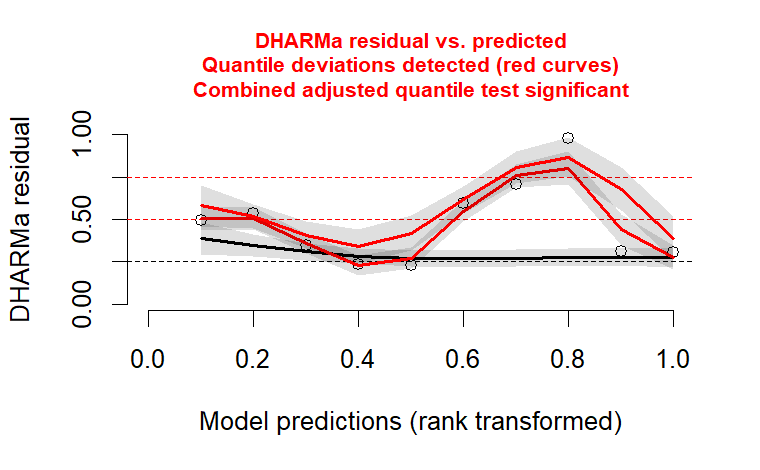 DHARMa residual vs. predicted
Quantile deviations detected (red curves)
Combined adjusted quantile test significant
DHARMa residual
1.00
0.50
0.00
0.0 0.2 0.4 0.6 0.8 1.0
Model predictions (rank transformed)